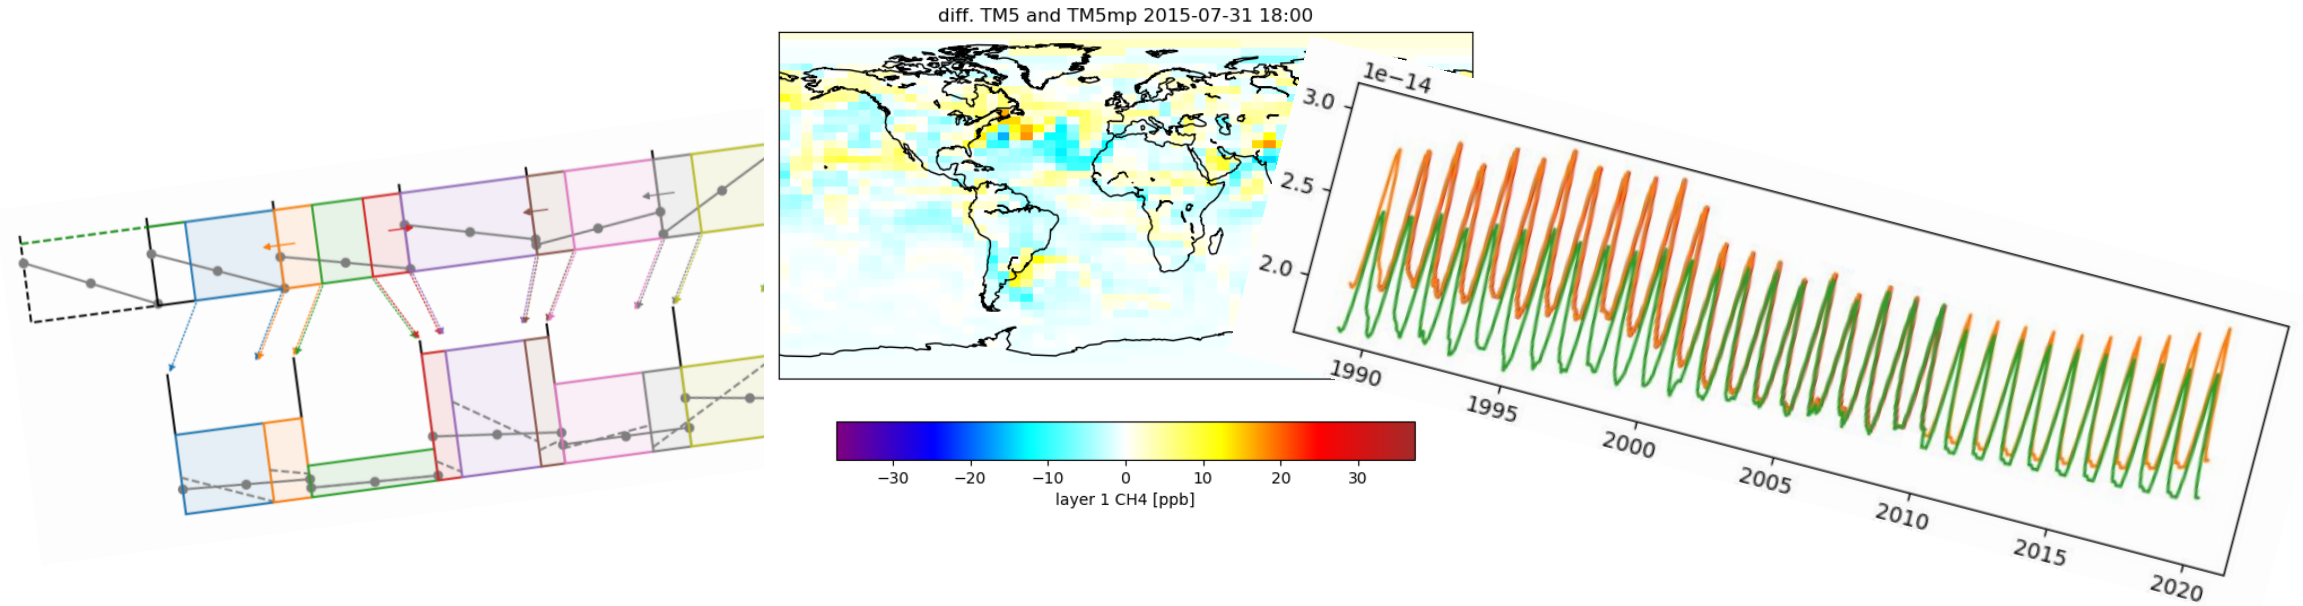 diff. TM5 and TM5mp 2015-07-31 18:00
−30 −20 −10 0 10 20 30
layer 1 CH4 [ppb]
1e−14
3.0
2.5
2.0
1990 1995 2000 2005 2010 2015 2020